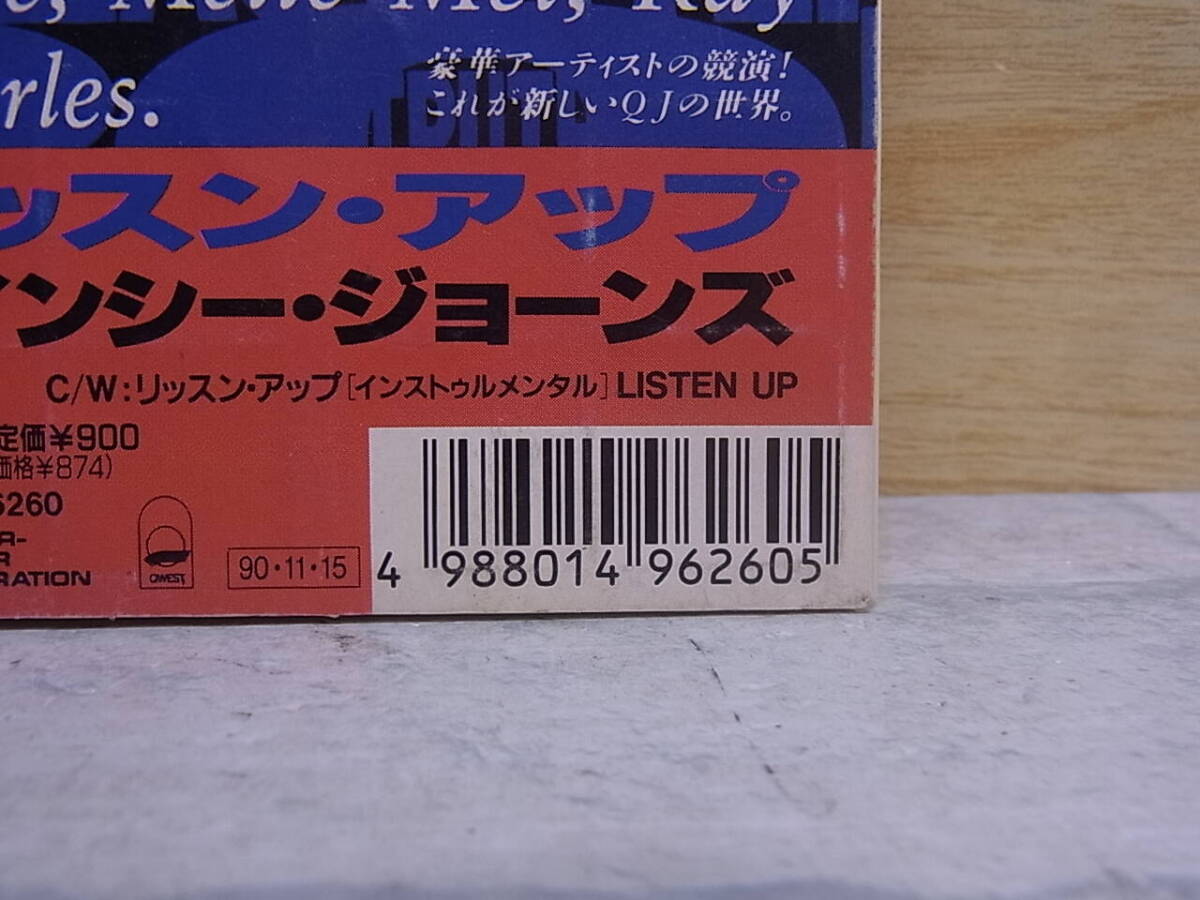 Mel, Ray
rles.
豪華アーティストの競演!
これが新しいQJの世界。
ッスン・アップ
インシー・ジョーンズ
C/W:リッスン・アップ[インストゥルメンタル]LISTEN UP
定価¥900
価格¥874)
6260
R-
R
RATION
QWEST
90・11・15
4 988014 962605